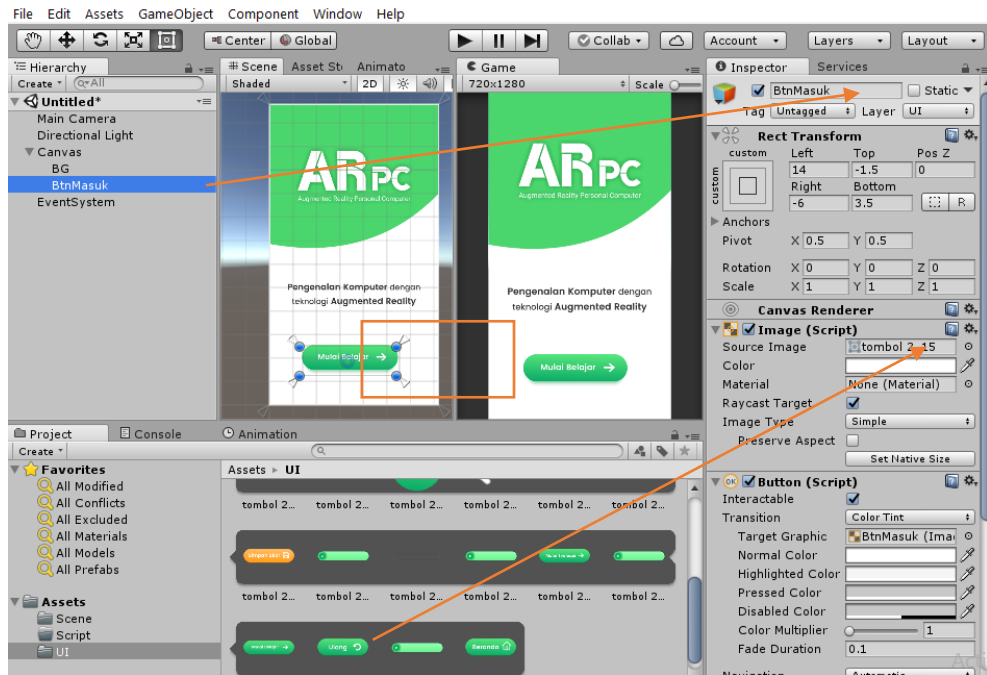 File Edit Assets GameObject Component Window Help
Center Global Collab Account Layers Layout
Hierarchy
Create All
Untitled*
Main Camera
Directional Light
Canvas
BG
BtnMasuk
EventSystem
Scene Asset St Animato
Shaded 2D
ARPC
Augmented Reality Personal Computer
Pengenalan Komputer dengan
teknologi Augmented Reality
Mulai Belajar
Game
720x1280 Scale
ARPC
Augmented Reality Personal Computer
Pengenalan Komputer dengan
teknologi Augmented Reality
Mulai Belajar
Inspector Services
BtnMasuk Static
Tag Untagged Layer UI
Rect Transform
custom Left Top Pos Z
custom 14 -1.5 0
Right Bottom
-6 3.5 R
Anchors
Pivot X 0.5 Y 0.5
Rotation X 0 Y 0 Z 0
Scale X 1 Y 1 Z 1
Canvas Renderer
Image (Script)
Source Image tombol 2_15
Color
Material None (Material)
Raycast Target
Image Type Simple
Preserve Aspect
Set Native Size
OK Button (Script)
Interactable
Transition Color Tint
Target Graphic BtnMasuk (Imag
Normal Color
Highlighted Color
Pressed Color
Disabled Color
Color Multiplier 1
Fade Duration 0.1
Navigation Automatic
Project Console Animation
Create
Favorites
All Modified
All Conflicts
All Excluded
All Materials
All Models
All Prefabs
Assets
Scene
Script
UI
Assets UI
tombol 2... tombol 2... tombol 2... tombol 2... tombol 2... tombol 2...
tombol 2... tombol 2... tombol 2... tombol 2... tombol 2... tombol 2...
Ulang Beranda